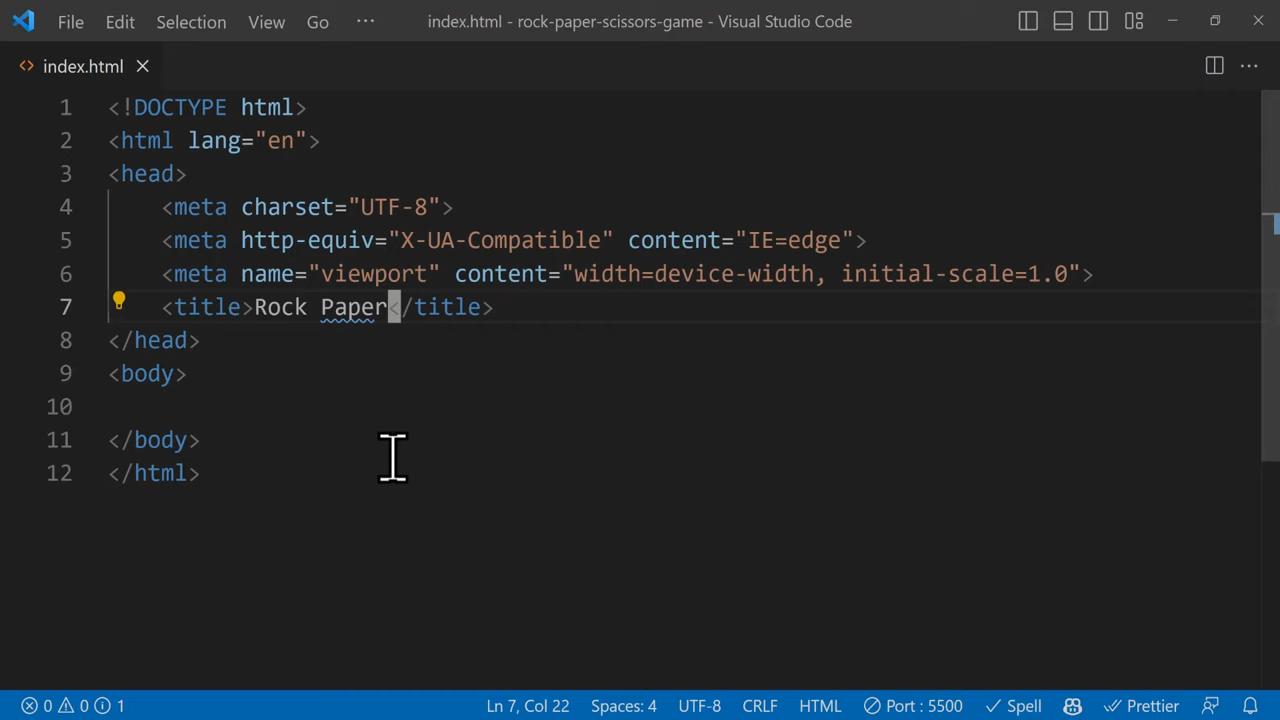 File Edit Selection View Go ··· index.html - rock-paper-scissors-game - Visual Studio Code
index.html
1 <!DOCTYPE html>
2 <html lang="en">
3 <head>
4 <meta charset="UTF-8">
5 <meta http-equiv="X-UA-Compatible" content="IE=edge">
6 <meta name="viewport" content="width=device-width, initial-scale=1.0">
7 <title>Rock Paper</title>
8 </head>
9 <body>
10
11 </body>
12 </html>
0 0 1 Ln 7, Col 22 Spaces: 4 UTF-8 CRLF HTML Port : 5500 Spell Prettier